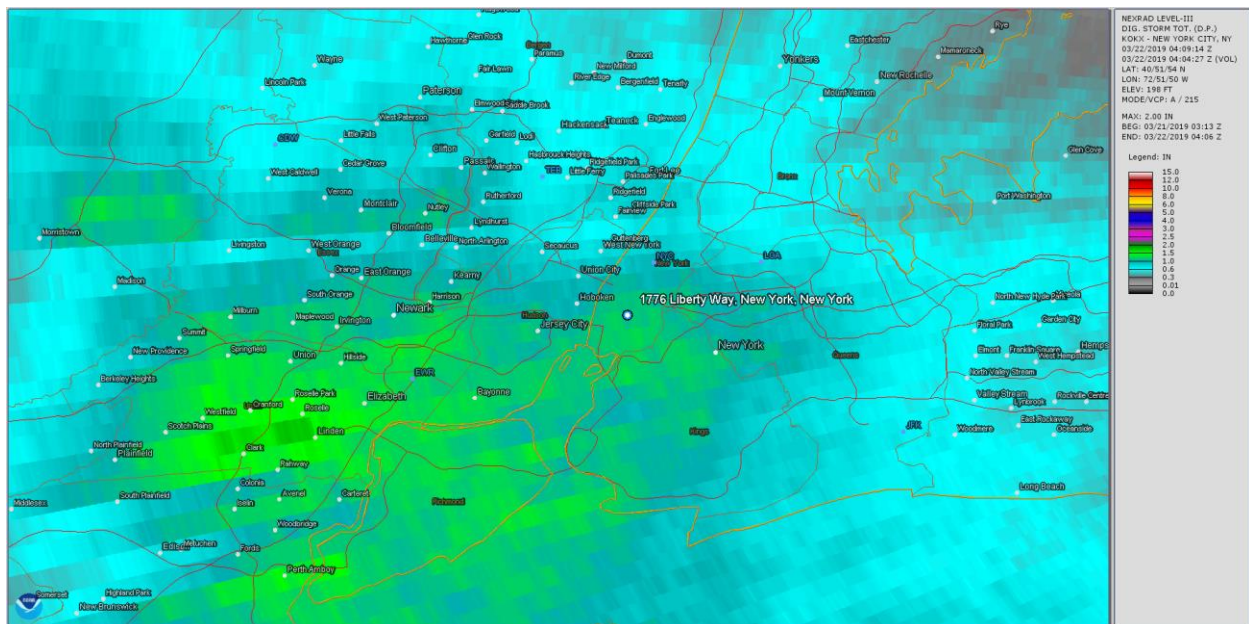 NEXRAD LEVEL-III
DIG. STORM TOT. (D.P.)
KOKX - NEW YORK CITY, NY
03/22/2019 04:09:14 Z
03/22/2019 04:04:27 Z (VOL)
LAT: 40/51/54 N
LON: 72/51/50 W
ELEV: 198 FT
MODE/VCP: A / 215
MAX: 2.00 IN
BEG: 03/21/2019 03:13 Z
END: 03/22/2019 04:06 Z
Legend: IN
15.0
12.0
10.0
8.0
6.0
5.0
4.0
3.0
2.5
2.0
1.5
1.0
0.6
0.3
0.01
0.0
Rye
Hawthorne
Glen Rock
Bergen
Paramus
Eastchester
Mamaroneck
Wayne
Dumont
New Milford
Yonkers
Fair Lawn
River Edge
Bergenfield
Tenafly
New Rochelle
Lincoln Park
Paterson
Elmwood
Saddle Brook
Mount Vernon
West Paterson
Hackensack
Teaneck
Englewood
CDW
Little Falls
Garfield
Lodi
Clifton
Hasbrouck Heights
Ridgefield Park
Glen Cove
Cedar Grove
Passaic
Wallington
TEB
Little Ferry
Palisades Park
Fort Lee
Bronx
West Caldwell
Verona
Rutherford
Ridgefield
Cliffside Park
Port Washington
Montclair
Nutley
Fairview
Lyndhurst
Morristown
Bloomfield
Guttenberg
Livingston
West Orange
Belleville
North Arlington
Secaucus
West New York
Essex
NYC
New York
LGA
Orange
East Orange
Kearny
Union City
Madison
South Orange
Harrison
Hoboken
1776 Liberty Way, New York, New York
North New Hyde Park
Mineola
Newark
Hudson
Millburn
Maplewood
Irvington
Jersey City
Floral Park
Garden City
Summit
New Providence
Springfield
Union
Hillside
New York
Queens
Elmont
Franklin Square
Hemps
West Hempstead
Berkeley Heights
EWR
North Valley Stream
Roselle Park
Elizabeth
Bayonne
Valley Stream
Rockville Centre
Westfield
Cranford
Roselle
Lynbrook
Scotch Plains
Linden
Kings
JFK
East Rockaway
Woodmere
Oceanside
North Plainfield
Plainfield
Clark
Rahway
Middlesex
South Plainfield
Colonia
Iselin
Avenel
Carteret
Richmond
Long Beach
Woodbridge
Metuchen
Fords
Perth Amboy
Somerset
Highland Park
New Brunswick